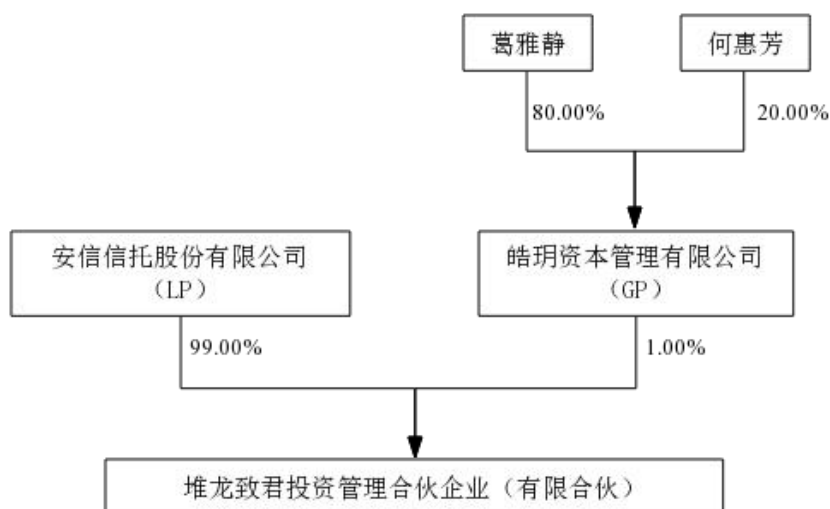 葛雅静
何惠芳
80.00%
20.00%
安信信托股份有限公司
（LP）
皓玥资本管理有限公司
（GP）
99.00%
1.00%
堆龙致君投资管理合伙企业（有限合伙）